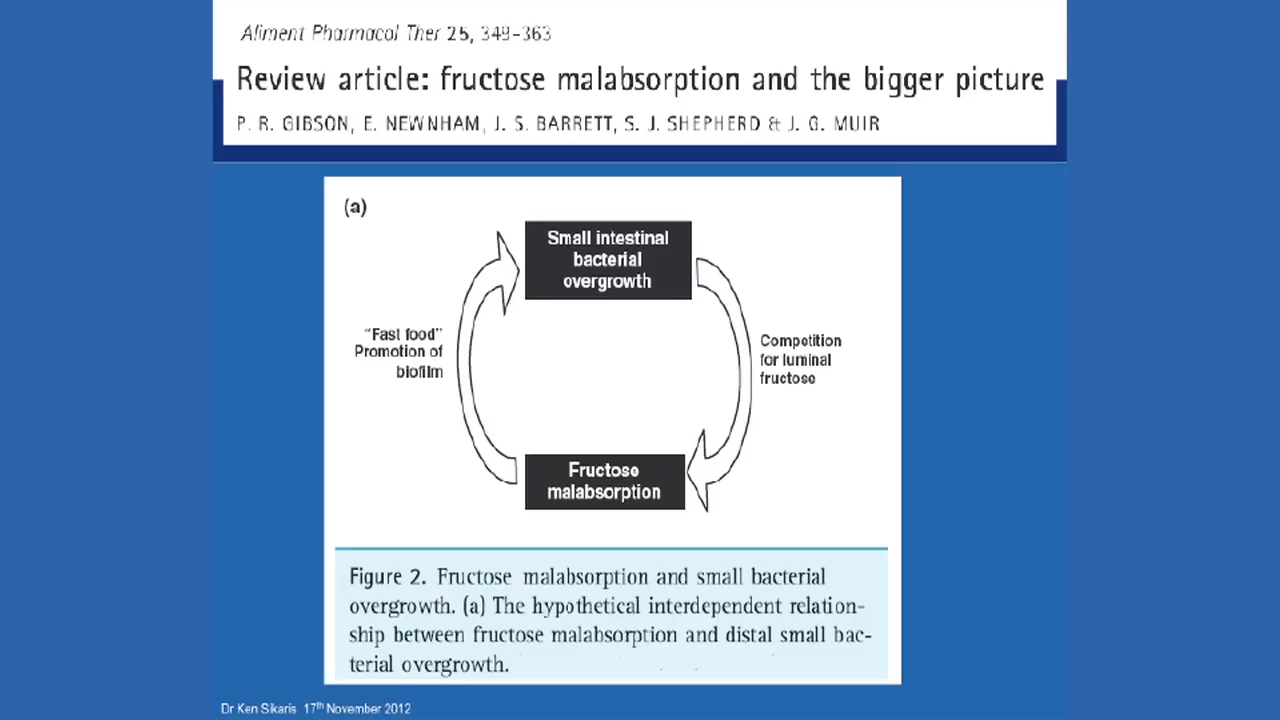 Aliment Pharmacol Ther 25, 349–363
Review article: fructose malabsorption and the bigger picture
P. R. GIBSON, E. NEWNHAM, J. S. BARRETT, S. J. SHEPHERD & J. G. MUIR
(a)
Small intestinal
bacterial
overgrowth
"Fast food"
Promotion of
biofilm
Competition
for luminal
fructose
Fructose
malabsorption
Figure 2. Fructose malabsorption and small bacterial
overgrowth. (a) The hypothetical interdependent relation-
ship between fructose malabsorption and distal small bac-
terial overgrowth.
Dr Ken Sikaris 17th November 2012